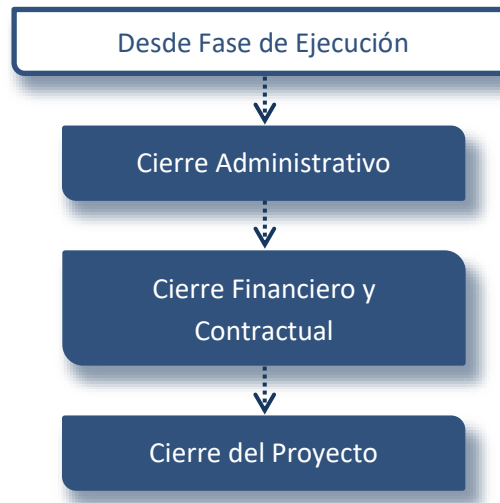 Desde Fase de Ejecución
Cierre Administrativo
Cierre Financiero y
Contractual
Cierre del Proyecto